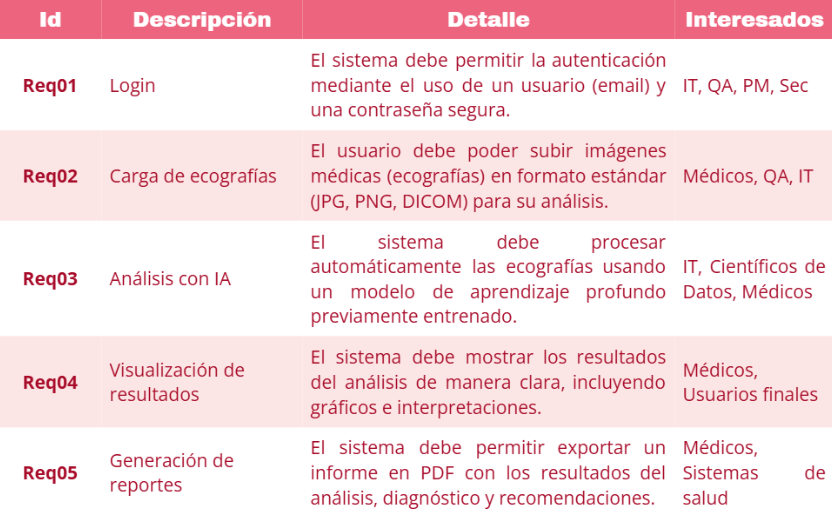 Id Descripción Detalle Interesados
Req01 Login El sistema debe permitir la autenticación mediante el uso de un usuario (email) y una contraseña segura. IT, QA, PM, Sec
Req02 Carga de ecografías El usuario debe poder subir imágenes médicas (ecografías) en formato estándar (JPG, PNG, DICOM) para su análisis. Médicos, QA, IT
Req03 Análisis con IA El sistema debe procesar automáticamente las ecografías usando un modelo de aprendizaje profundo previamente entrenado. IT, Científicos de Datos, Médicos
Req04 Visualización de resultados El sistema debe mostrar los resultados del análisis de manera clara, incluyendo gráficos e interpretaciones. Médicos, Usuarios finales
Req05 Generación de reportes El sistema debe permitir exportar un informe en PDF con los resultados del análisis, diagnóstico y recomendaciones. Médicos, Sistemas de salud